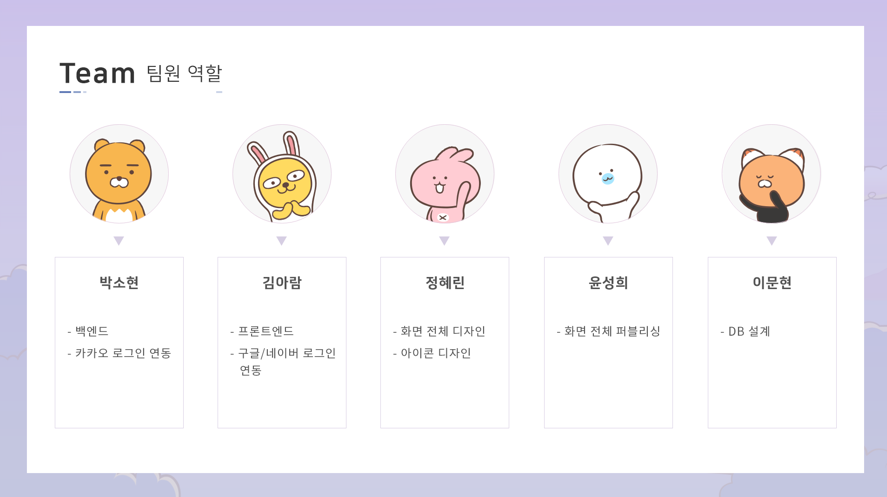 Team 팀원 역할
박소현
- 백엔드
- 카카오 로그인 연동
김아람
- 프론트엔드
- 구글/네이버 로그인
연동
정혜린
- 화면 전체 디자인
- 아이콘 디자인
윤성희
- 화면 전체 퍼블리싱
이문현
- DB 설계